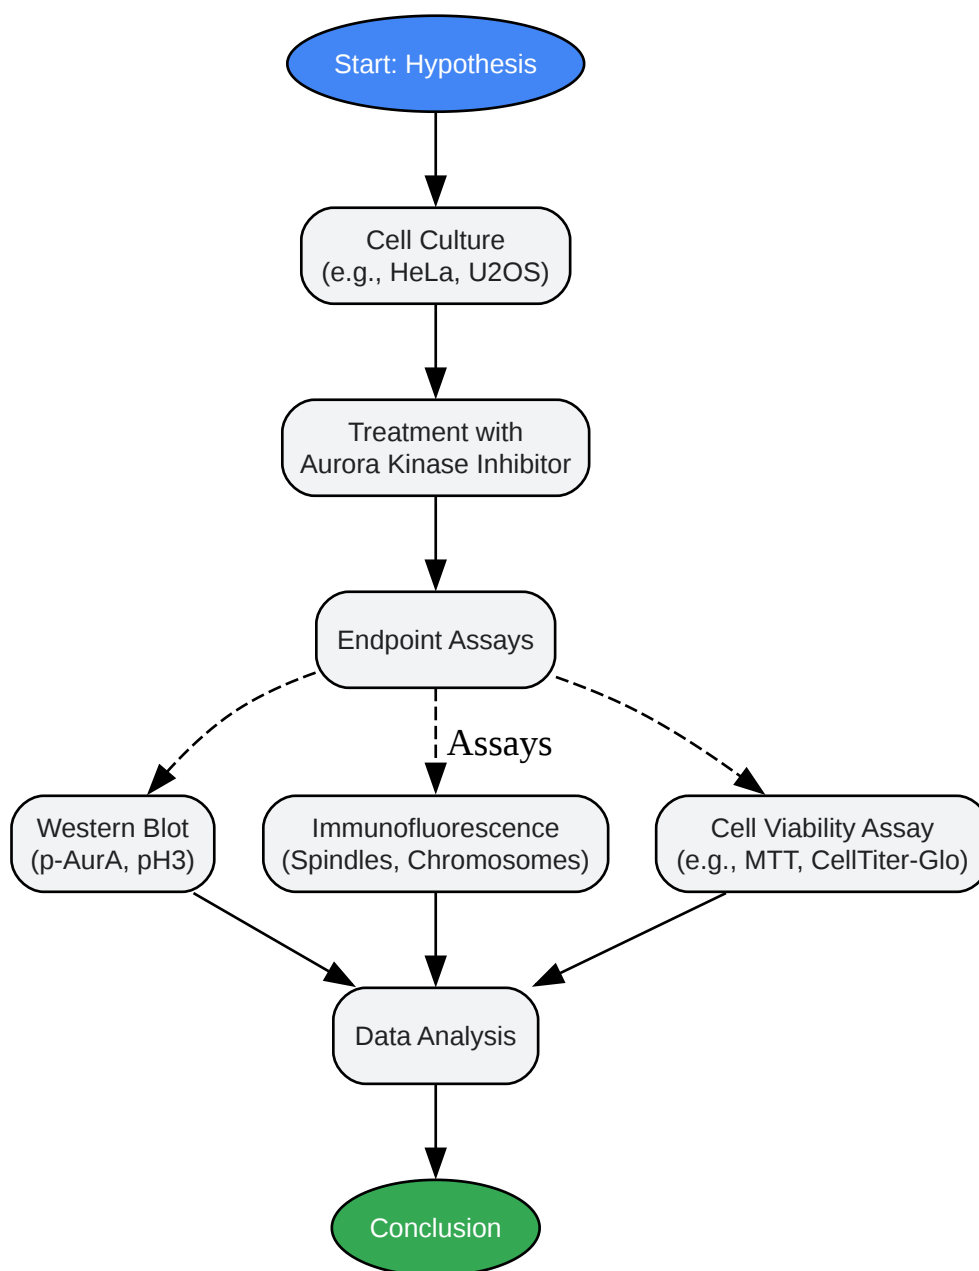 Start: Hypothesis
Cell Culture
(e.g., HeLa, U2OS)
Treatment with
Aurora Kinase Inhibitor
Endpoint Assays
Assays
Western Blot
(p-AurA, pH3)
Immunofluorescence
(Spindles, Chromosomes)
Cell Viability Assay
(e.g., MTT, CellTiter-Glo)
Data Analysis
Conclusion